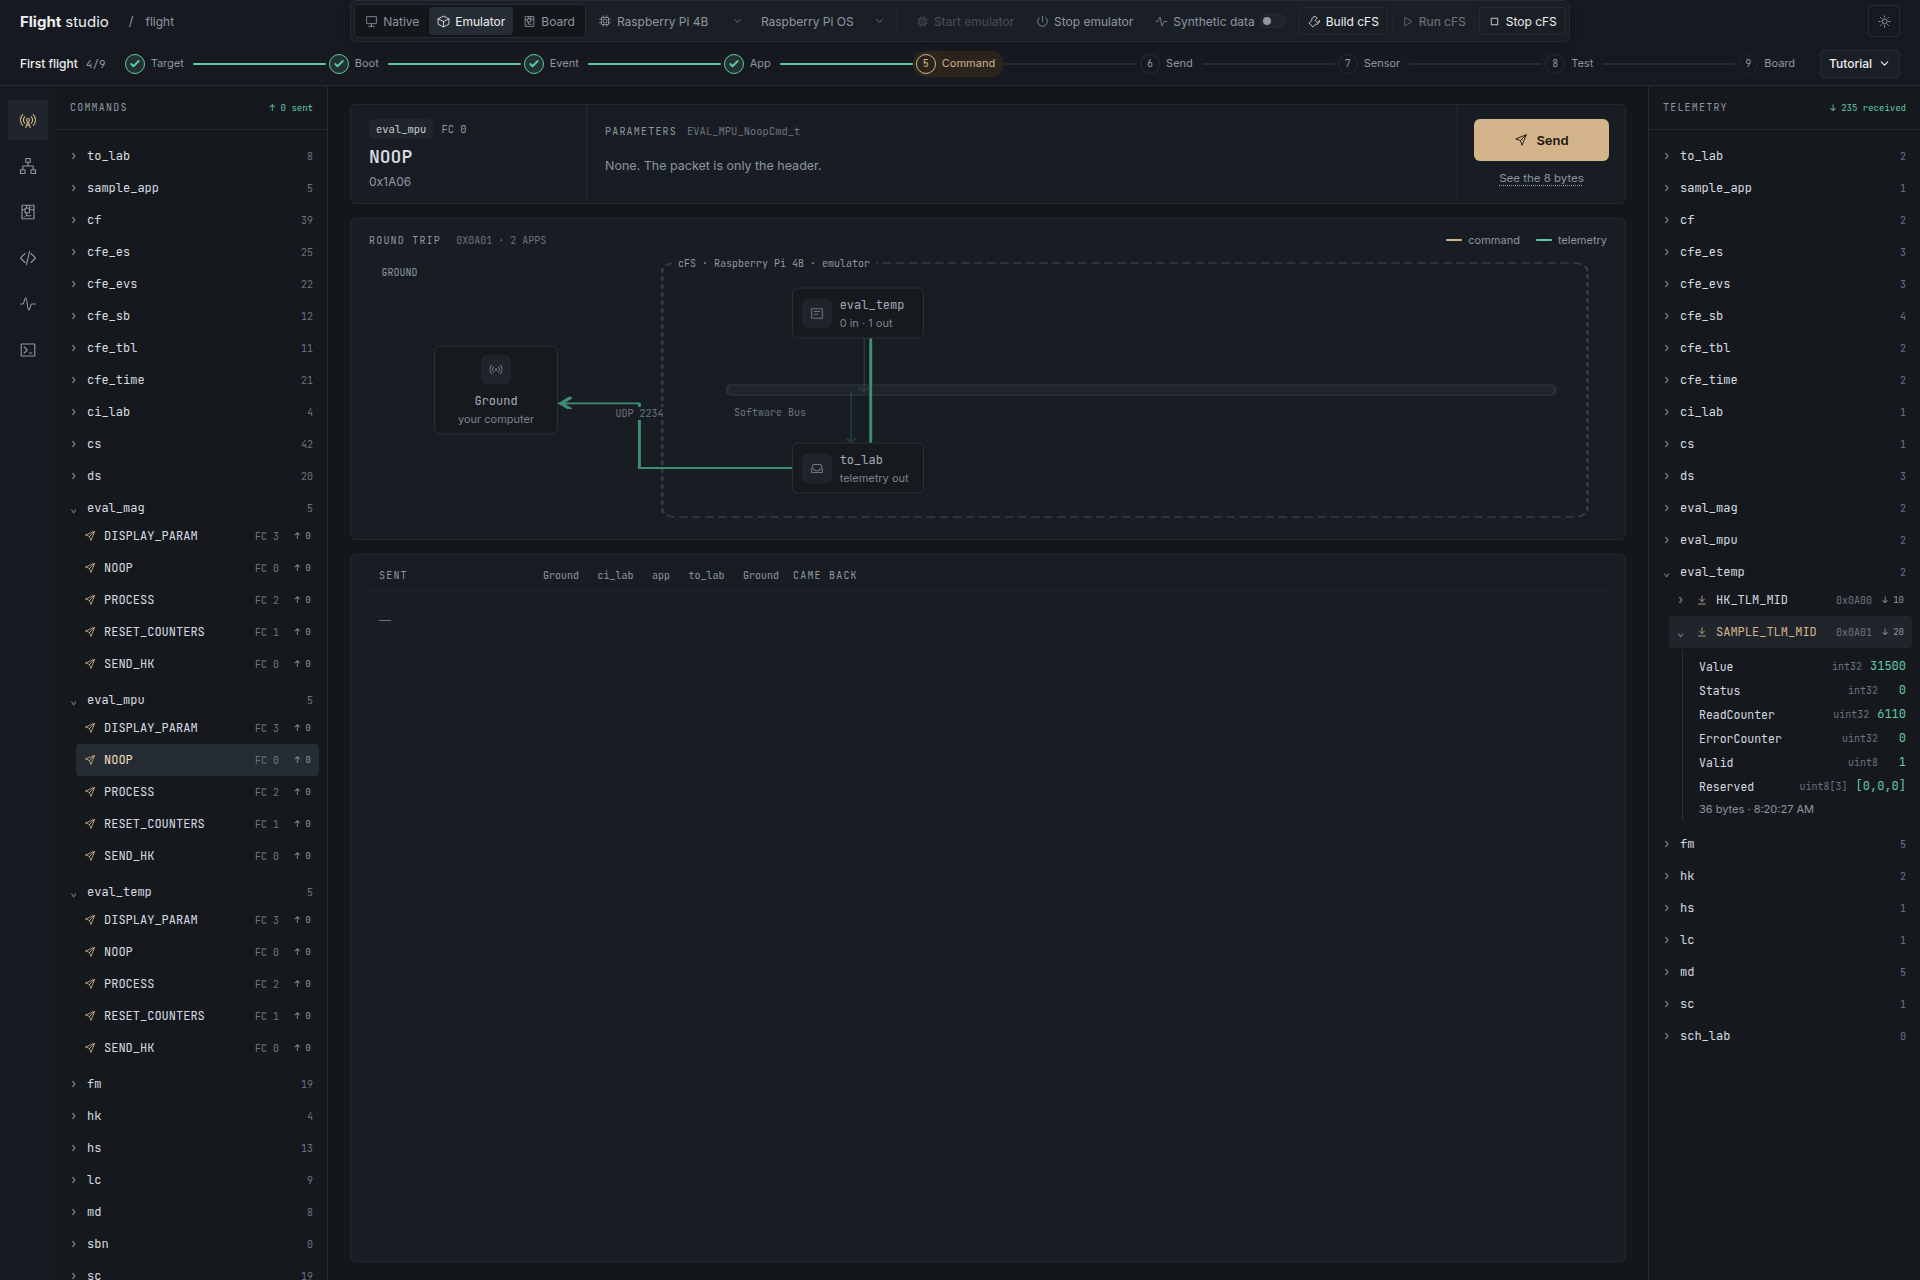 Flight studio / flight
Native Emulator Board Raspberry Pi 4B Raspberry Pi OS Start emulator Stop emulator Synthetic data Build cFS Run cFS Stop cFS
First flight 4/9 Target Boot Event App 5 Command 6 Send 7 Sensor 8 Test 9 Board Tutorial
COMMANDS ↑ 0 sent
to_lab 8
sample_app 5
cf 39
cfe_es 25
cfe_evs 22
cfe_sb 12
cfe_tbl 11
cfe_time 21
ci_lab 4
cs 42
ds 20
eval_mag 5
DISPLAY_PARAM FC 3 ↑ 0
NOOP FC 0 ↑ 0
PROCESS FC 2 ↑ 0
RESET_COUNTERS FC 1 ↑ 0
SEND_HK FC 0 ↑ 0
eval_mpu 5
DISPLAY_PARAM FC 3 ↑ 0
NOOP FC 0 ↑ 0
PROCESS FC 2 ↑ 0
RESET_COUNTERS FC 1 ↑ 0
SEND_HK FC 0 ↑ 0
eval_temp 5
DISPLAY_PARAM FC 3 ↑ 0
NOOP FC 0 ↑ 0
PROCESS FC 2 ↑ 0
RESET_COUNTERS FC 1 ↑ 0
SEND_HK FC 0 ↑ 0
fm 19
hk 4
hs 13
lc 9
md 8
sbn 0
sc 19
eval_mpu FC 0
NOOP
0x1A06
PARAMETERS EVAL_MPU_NoopCmd_t
None. The packet is only the header.
Send
See the 8 bytes
ROUND TRIP 0X0A01 · 2 APPS
command telemetry
GROUND
cFS · Raspberry Pi 4B · emulator
eval_temp
0 in · 1 out
Ground
your computer
UDP 2234
Software Bus
to_lab
telemetry out
SENT Ground ci_lab app to_lab Ground CAME BACK
—
TELEMETRY ↓ 235 received
to_lab 2
sample_app 1
cf 2
cfe_es 3
cfe_evs 3
cfe_sb 4
cfe_tbl 2
cfe_time 2
ci_lab 1
cs 1
ds 3
eval_mag 2
eval_mpu 2
eval_temp 2
HK_TLM_MID 0x0A00 ↓ 10
SAMPLE_TLM_MID 0x0A01 ↓ 20
Value int32 31500
Status int32 0
ReadCounter uint32 6110
ErrorCounter uint32 0
Valid uint8 1
Reserved uint8[3] [0,0,0]
36 bytes · 8:20:27 AM
fm 5
hk 2
hs 1
lc 1
md 5
sc 1
sch_lab 0